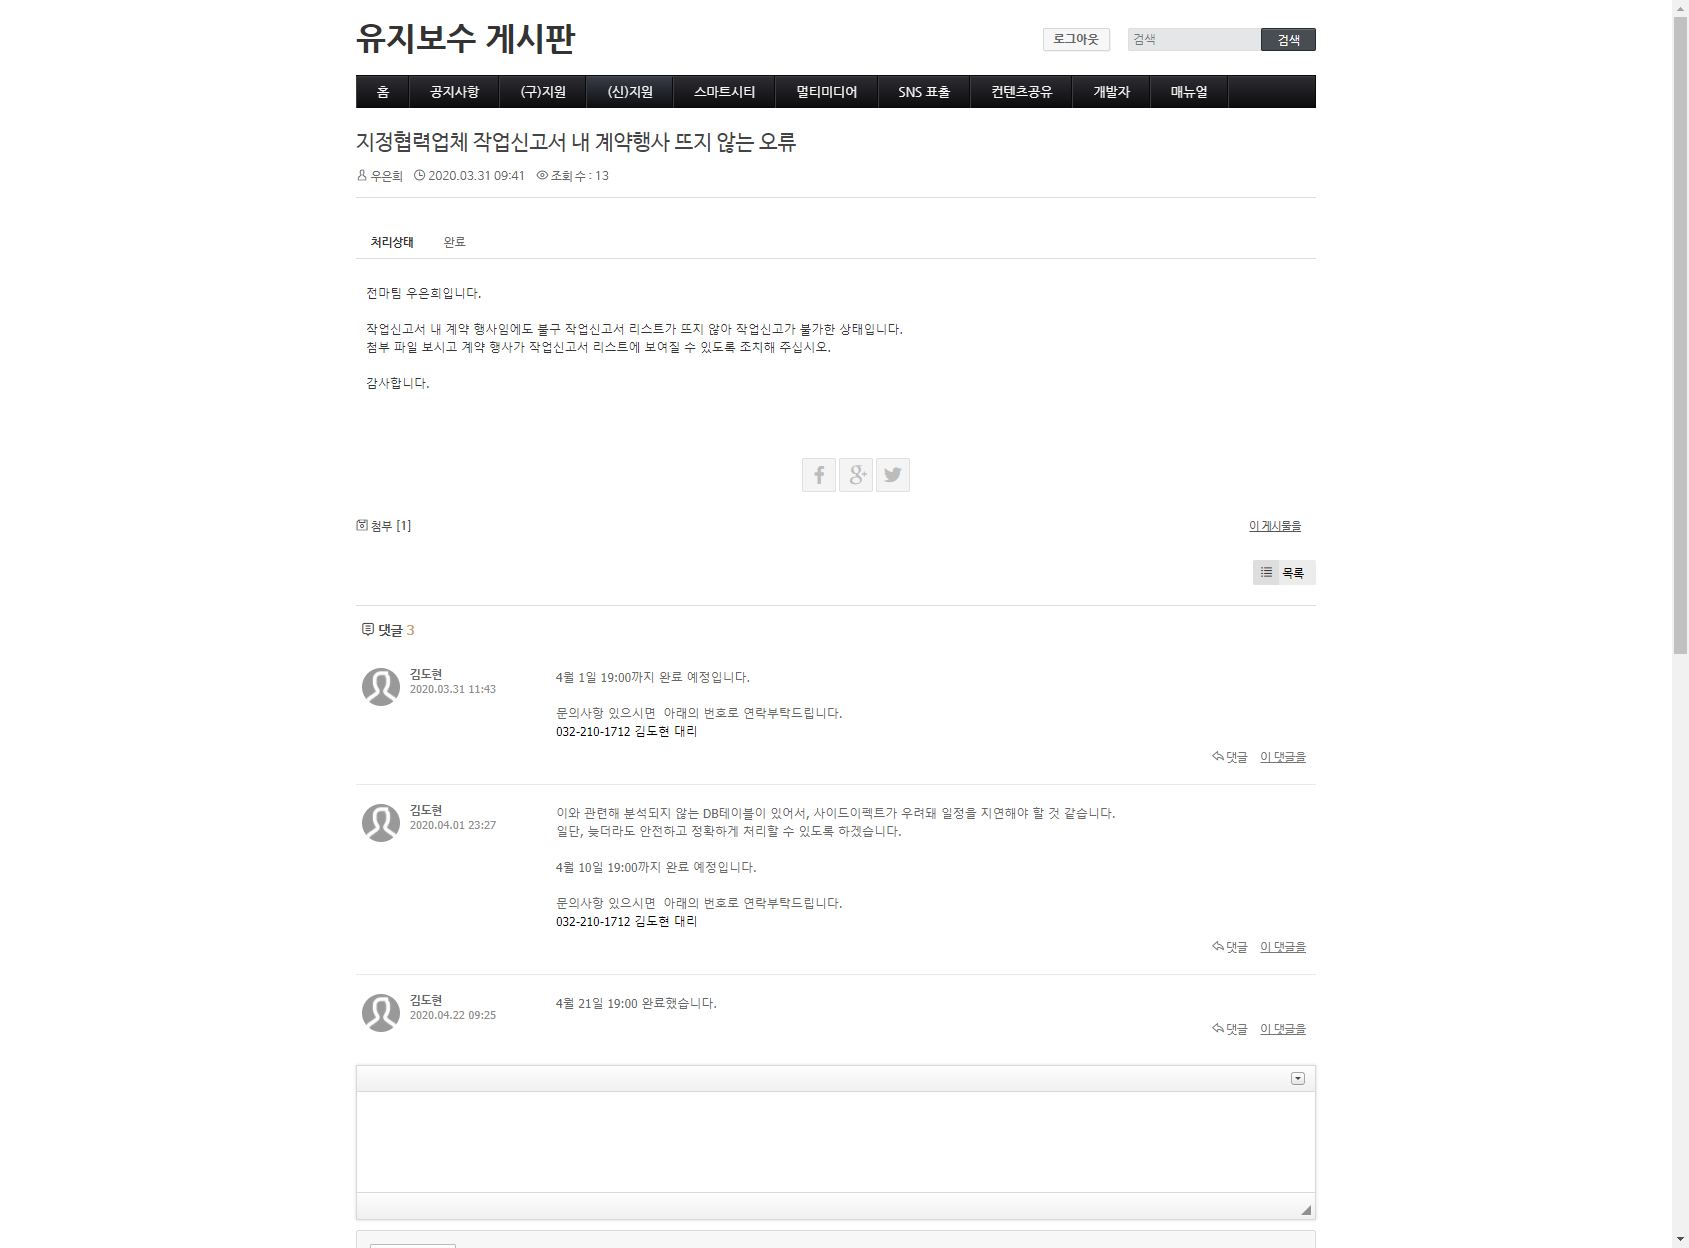 유지보수 게시판
로그아웃 검색 검색
홈 공지사항 (구)지원 (신)지원 스마트시티 멀티미디어 SNS 표출 컨텐츠공유 개발자 매뉴얼
지정협력업체 작업신고서 내 계약행사 뜨지 않는 오류
우은희 2020.03.31 09:41 조회 수 : 13
처리상태 완료
전마팀 우은희입니다.
작업신고서 내 계약 행사임에도 불구 작업신고서 리스트가 뜨지 않아 작업신고가 불가한 상태입니다.
첨부 파일 보시고 계약 행사가 작업신고서 리스트에 보여질 수 있도록 조치해 주십시오.
감사합니다.
f g+
첨부 [1] 이 게시물을
목록
댓글 3
김도현
2020.03.31 11:43
4월 1일 19:00까지 완료 예정입니다.
문의사항 있으시면  아래의 번호로 연락부탁드립니다.
032-210-1712 김도현 대리
댓글 이 댓글을
김도현
2020.04.01 23:27
이와 관련해 분석되지 않는 DB테이블이 있어서, 사이드이펙트가 우려돼 일정을 지연해야 할 것 같습니다.
일단, 늦더라도 안전하고 정확하게 처리할 수 있도록 하겠습니다.
4월 10일 19:00까지 완료 예정입니다.
문의사항 있으시면  아래의 번호로 연락부탁드립니다.
032-210-1712 김도현 대리
댓글 이 댓글을
김도현
2020.04.22 09:25
4월 21일 19:00 완료했습니다.
댓글 이 댓글을